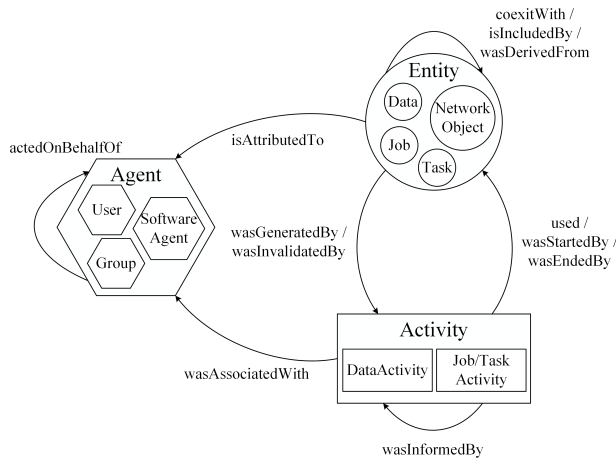 coexitWith /
isIncludedBy /
wasDerivedFrom
Entity
Data
Network
Object
Job
Task
isAttributedTo
actedOnBehalfOf
Agent
User
Software
Agent
Group
wasGeneratedBy /
wasInvalidatedBy
used /
wasStartedBy /
wasEndedBy
Activity
DataActivity
Job/Task
Activity
wasAssociatedWith
wasInformedBy